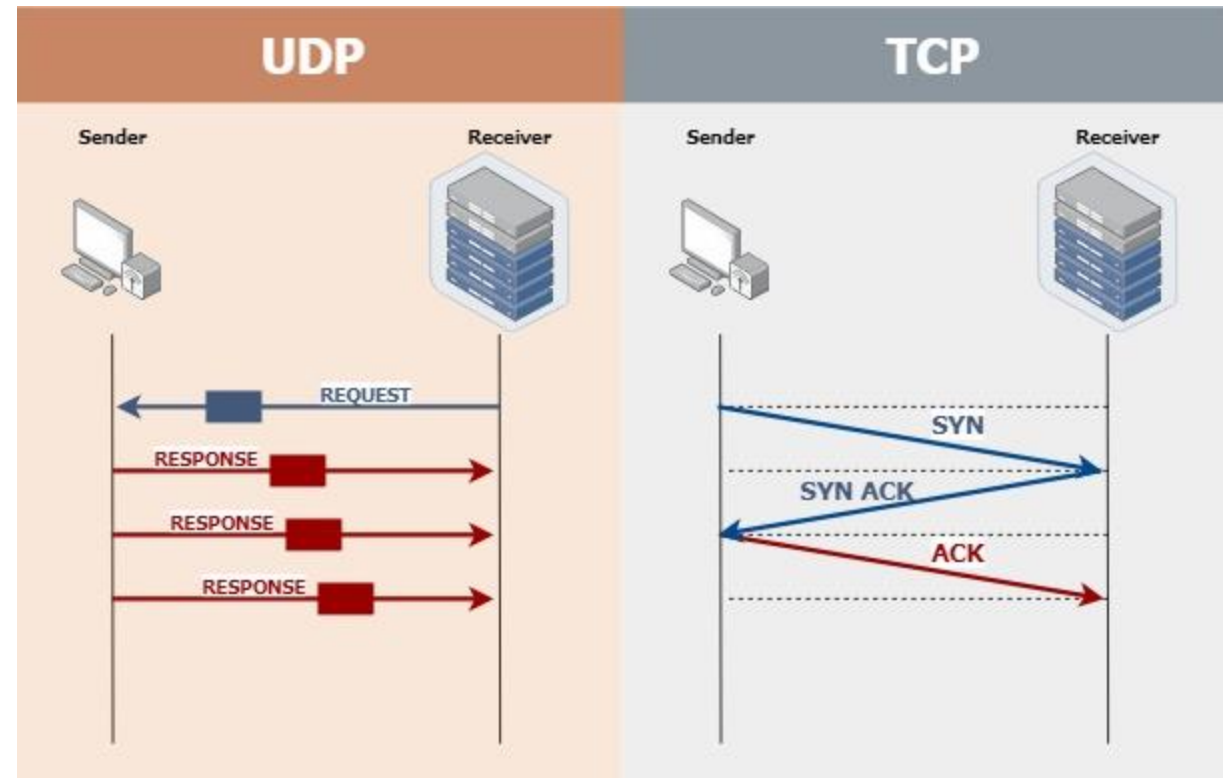 UDP
TCP
Sender
Receiver
Sender
Receiver
REQUEST
RESPONSE
RESPONSE
RESPONSE
SYN
SYN ACK
ACK